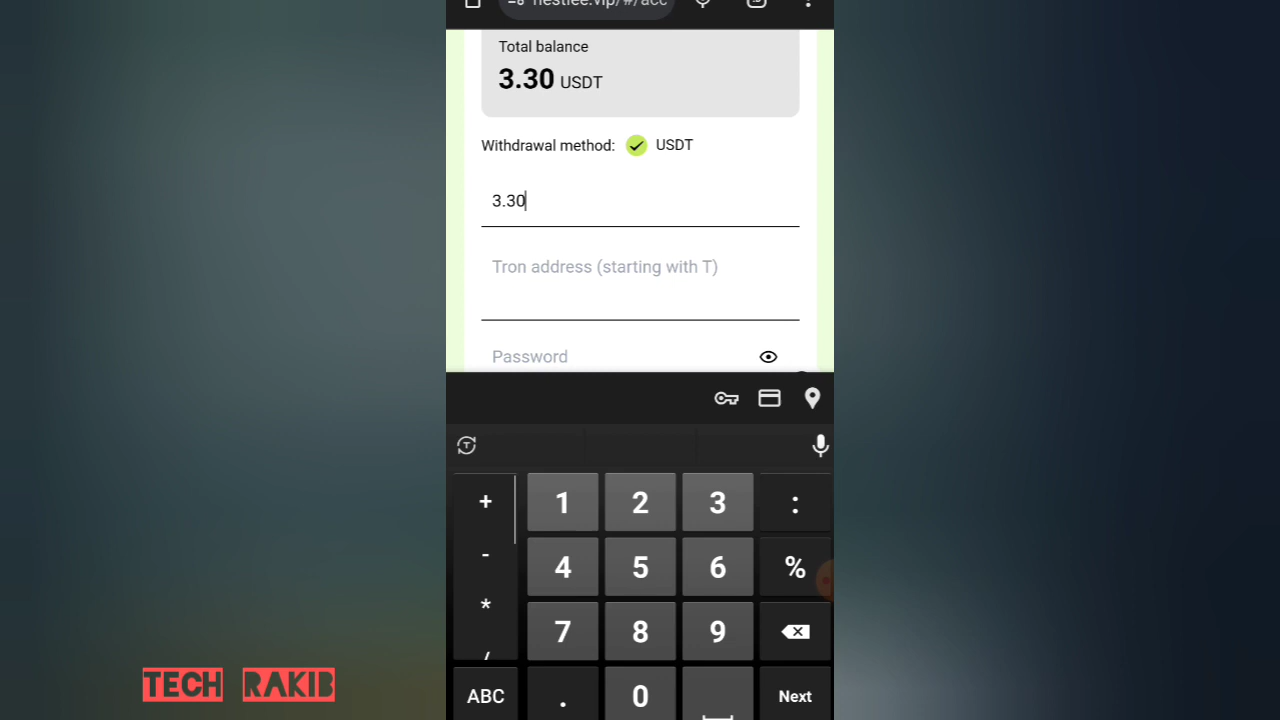 Total balance
3.30 USDT
Withdrawal method: USDT
3.30
Tron address (starting with T)
Password
+ 1 2 3 :
- 4 5 6 %
* 7 8 9
/
ABC . 0 Next
TECH RAKIB